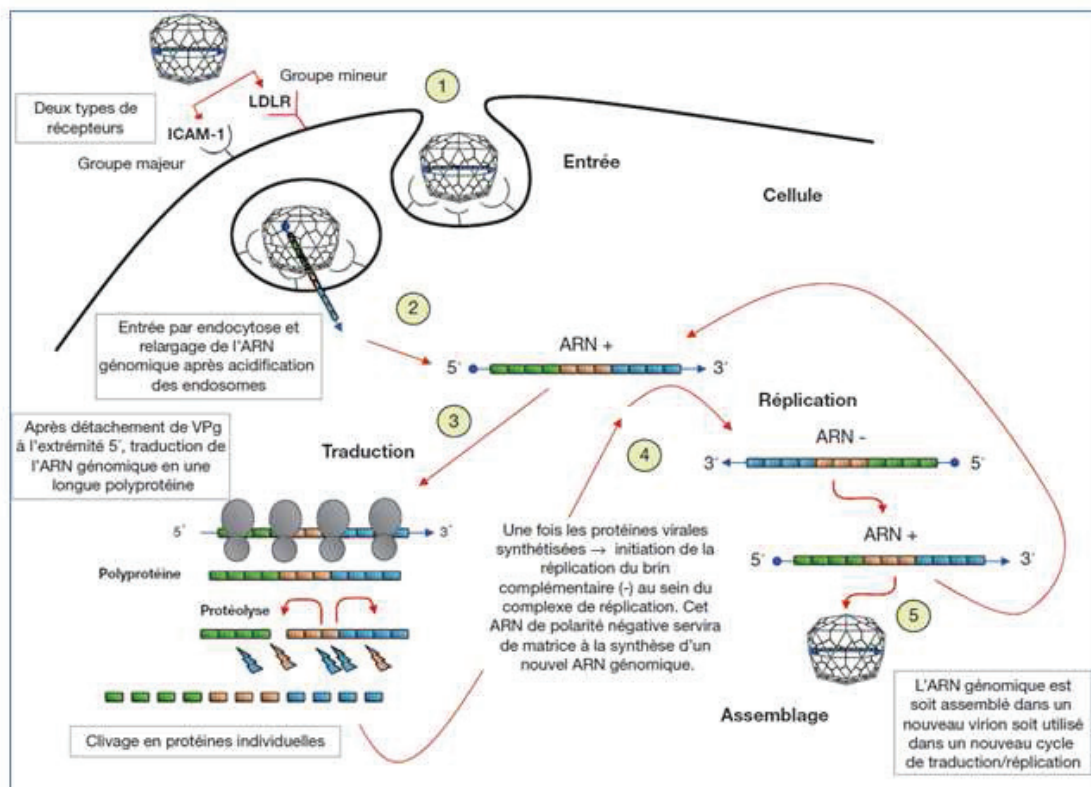 Groupe mineur
LDLR
Deux types de
récepteurs
ICAM-1
Groupe majeur
1
Entrée
Cellule
2
Entrée par endocytose et
relargage de l'ARN
génomique après acidification
des endosomes
ARN +
5´
3´
Après détachement de VPg
à l'extrémité 5´, traduction de
l'ARN génomique en une
longue polyprotéine
3
Traduction
4
Réplication
ARN -
3´
5´
5´
3´
Polyprotéine
Protéolyse
Clivage en protéines individuelles
Une fois les protéines virales
synthétisées → initiation de la
réplication du brin
complémentaire (-) au sein du
complexe de réplication. Cet
ARN de polarité négative servira
de matrice à la synthèse d'un
nouvel ARN génomique.
ARN +
5´
3´
5
Assemblage
L'ARN génomique est
soit assemblé dans un
nouveau virion soit utilisé
dans un nouveau cycle
de traduction/réplication